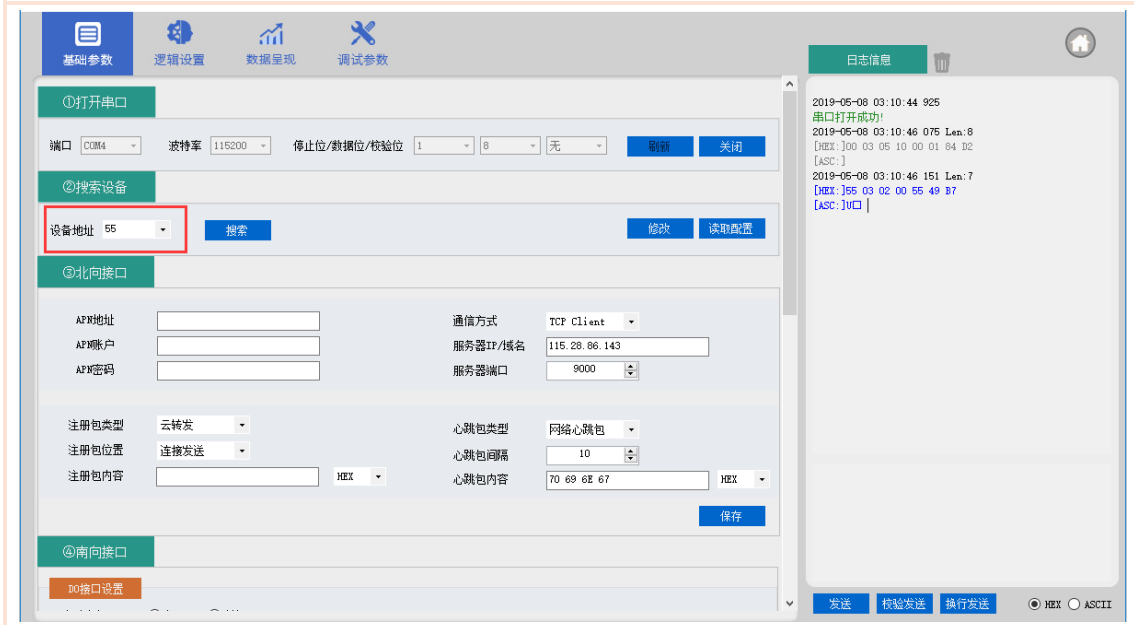 基础参数 逻辑设置 数据呈现 调试参数
日志信息
①打开串口
端口 COM4 波特率 115200 停止位/数据位/校验位 1 8 无 刷新 关闭
②搜索设备
设备地址 55 搜索 修改 读取配置
③北向接口
APN地址 通信方式 TCP Client
APN账户 服务器IP/域名 115.28.86.143
APN密码 服务器端口 9000
注册包类型 云转发 心跳包类型 网络心跳包
注册包位置 连接发送 心跳包间隔 10
注册包内容 HEX 心跳包内容 70 69 6E 67 HEX
保存
④南向接口
DO接口设置
2019-05-08 03:10:44 925
串口打开成功!
2019-05-08 03:10:46 075 Len:8
[HEX:]00 03 05 10 00 01 84 D2
[ASC:]
2019-05-08 03:10:46 151 Len:7
[HEX:]55 03 02 00 55 49 B7
[ASC:]U口
发送 校验发送 换行发送 HEX ASCII